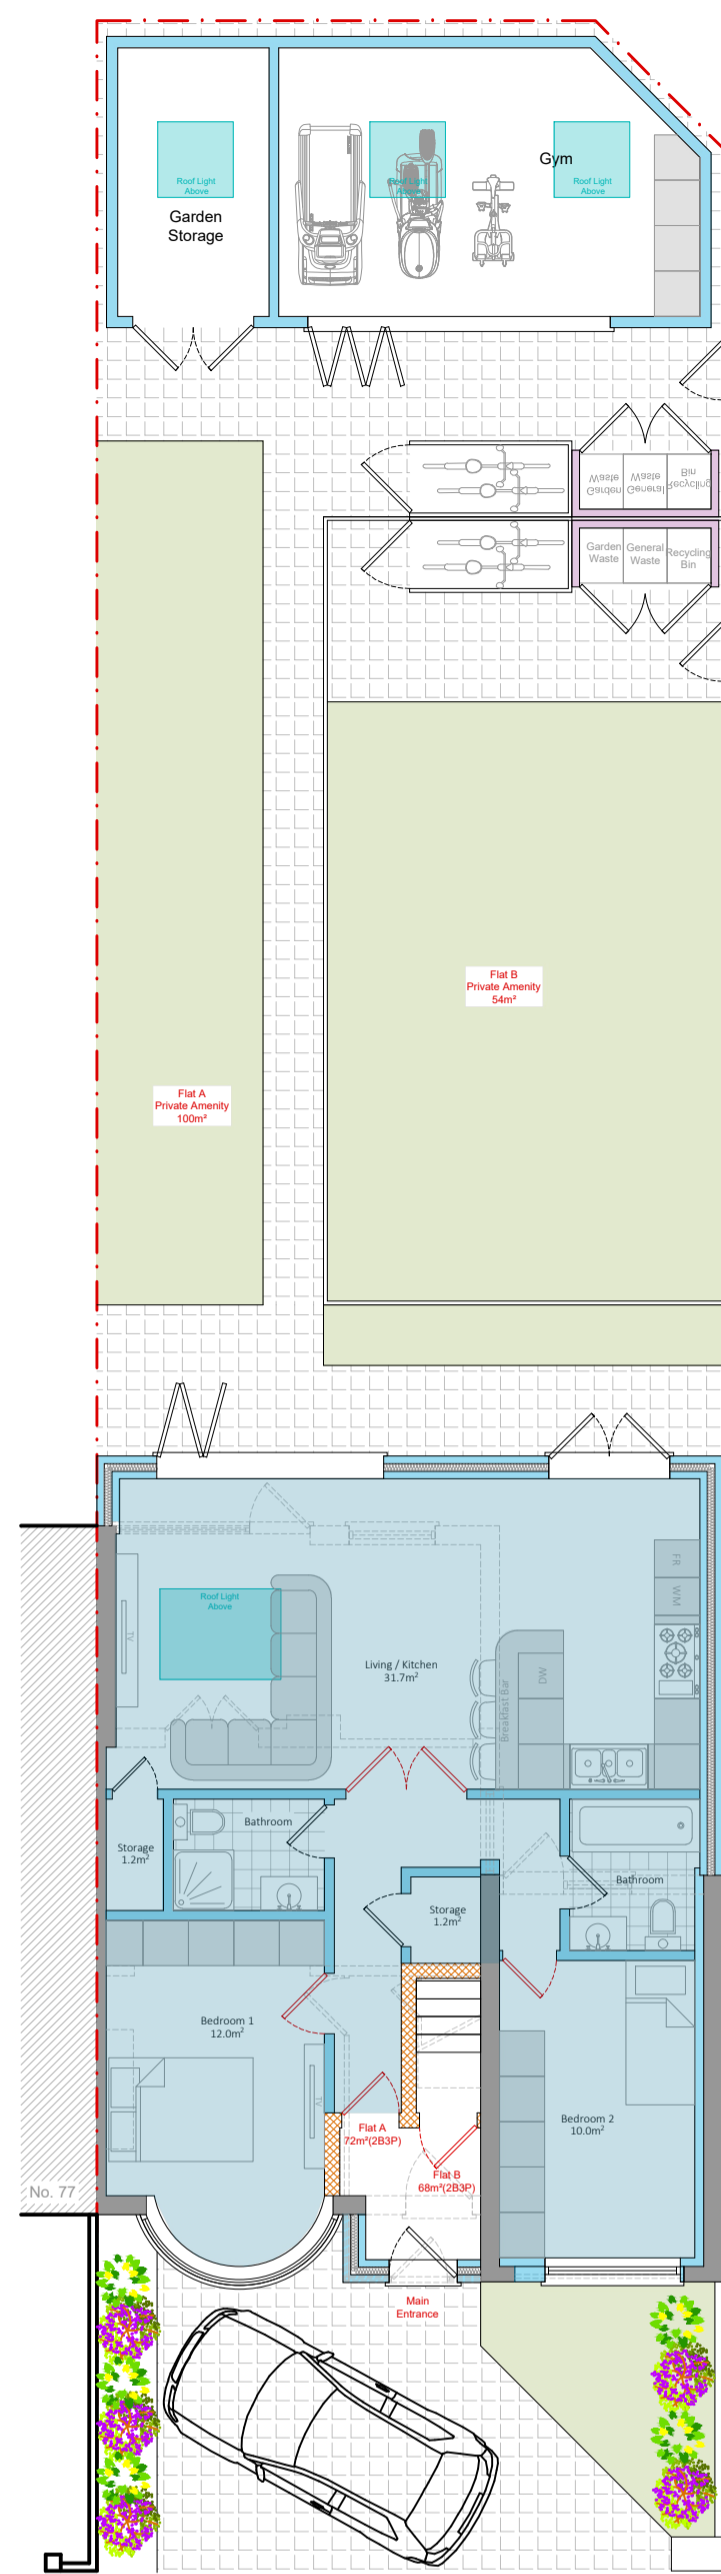 Roof Light
Above
Roof Light
Above
Roof Light
Above
Gym
Garden
Storage
Garden
Waste
General
Waste
Recycling
Bin
Garden
Waste
General
Waste
Recycling
Bin
Flat B
Private Amenity
54m²
Flat A
Private Amenity
100m²
FR
WM
Roof Light
Above
TV
Living / Kitchen
31.7m²
DW
Breakfast Bar
Storage
1.2m²
Bathroom
Bathroom
Storage
1.2m²
Bedroom 1
12.0m²
TV
Bedroom 2
10.0m²
Flat A
72m²(2B3P)
Flat B
68m²(2B3P)
No. 77
Main
Entrance